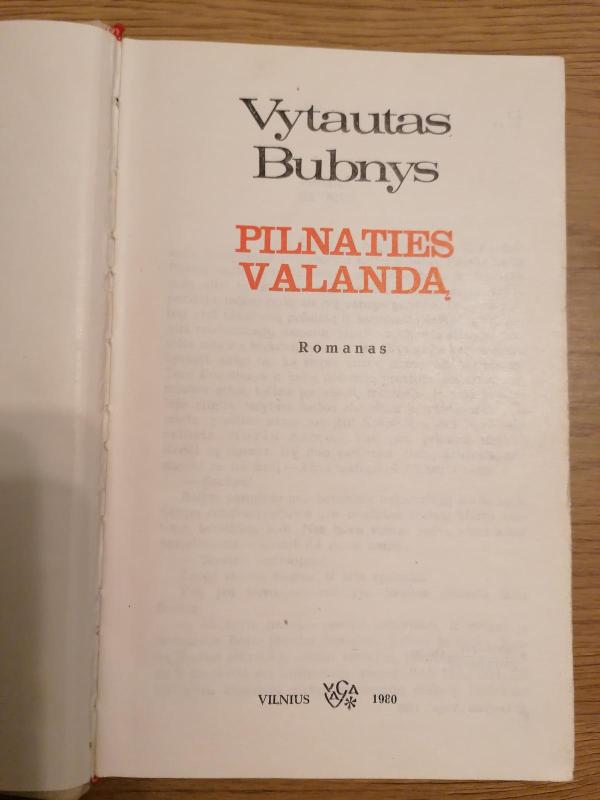 Vytautas
Bubnys
PILNATIES
VALANDĄ
Romanas
VILNIUS VAGA 1980